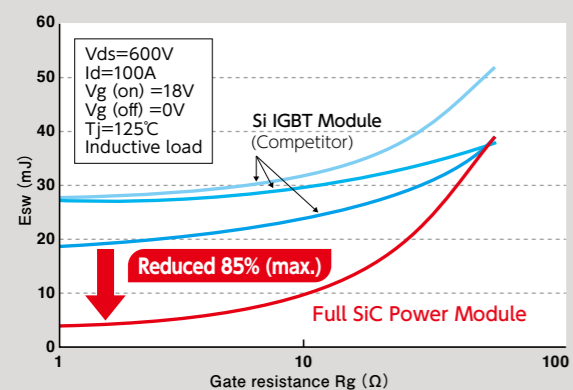 60
50
40
30
20
10
0
Esw (mJ)
Vds=600V
Id=100A
Vg (on) =18V
Vg (off) =0V
Tj=125℃
Inductive load
Si IGBT Module
(Competitor)
Reduced 85% (max.)
Full SiC Power Module
1
10
100
Gate resistance Rg (Ω)